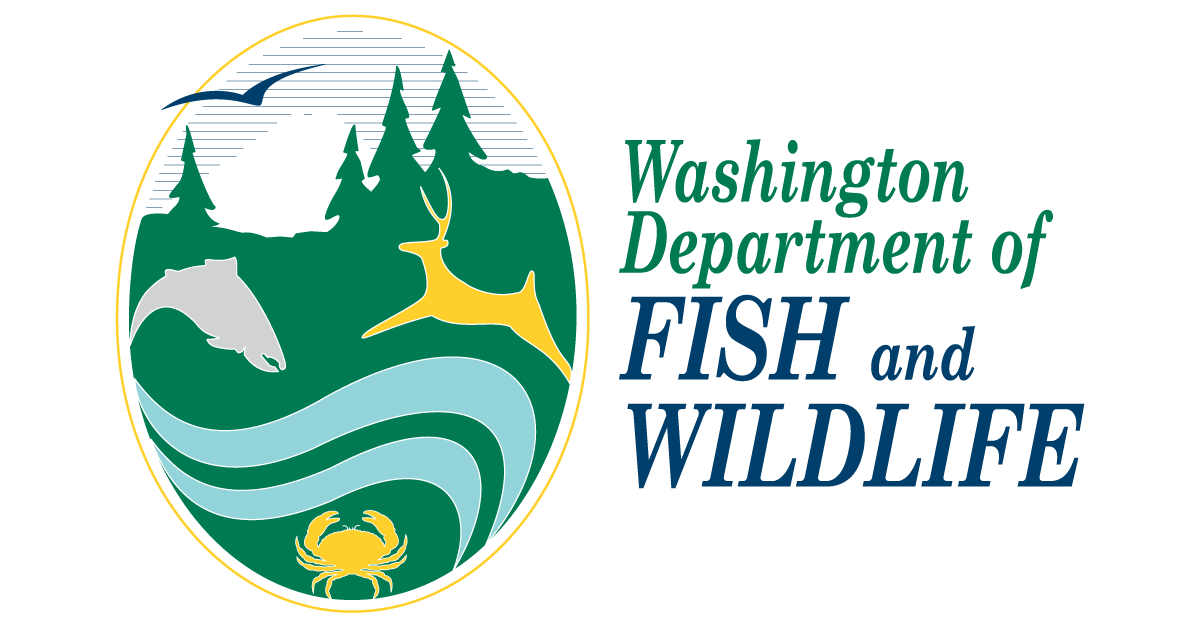 Washington
Department of
FISH and
WILDLIFE